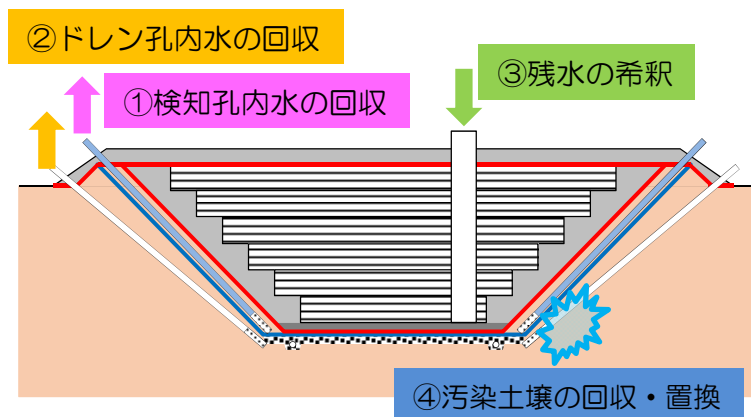 ②ドレン孔内水の回収
①検知孔内水の回収
③残水の希釈
④汚染土壌の回収・置換